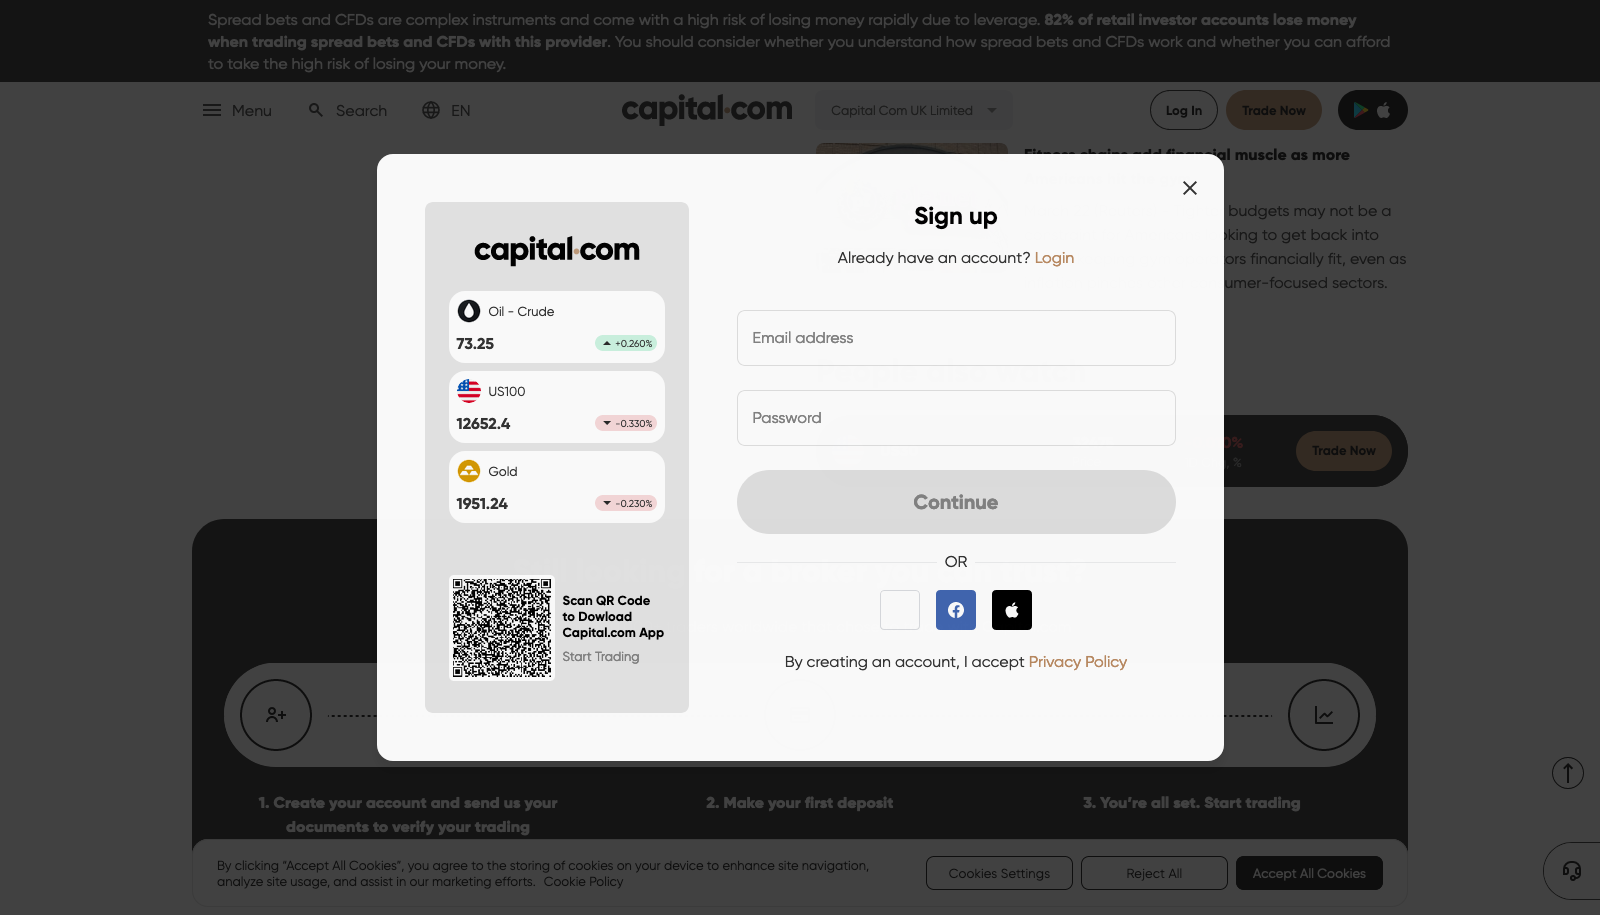 Spread bets and CFDs are complex instruments and come with a high risk of losing money rapidly due to leverage. 82% of retail investor accounts lose money
when trading spread bets and CFDs with this provider. You should consider whether you understand how spread bets and CFDs work and whether you can afford
to take the high risk of losing your money.
Menu
Search
EN
capital.com
Capital Com UK Limited
Log In
Trade Now
Fitness chains add financial muscle as more
budgets may not be a
king to get back into
ors financially fit, even as
umer-focused sectors.
Sign up
Already have an account? Login
capital.com
Oil - Crude
73.25
+0.260%
US100
12652.4
-0.330%
Gold
1951.24
-0.230%
Scan QR Code
to Dowload
Capital.com App
Start Trading
Email address
Password
Continue
OR
By creating an account, I accept Privacy Policy
0%
, %
Trade Now
1. Create your account and send us your
documents to verify your trading
2. Make your first deposit
3. You're all set. Start trading
By clicking “Accept All Cookies”, you agree to the storing of cookies on your device to enhance site navigation,
analyze site usage, and assist in our marketing efforts. Cookie Policy
Cookies Settings
Reject All
Accept All Cookies